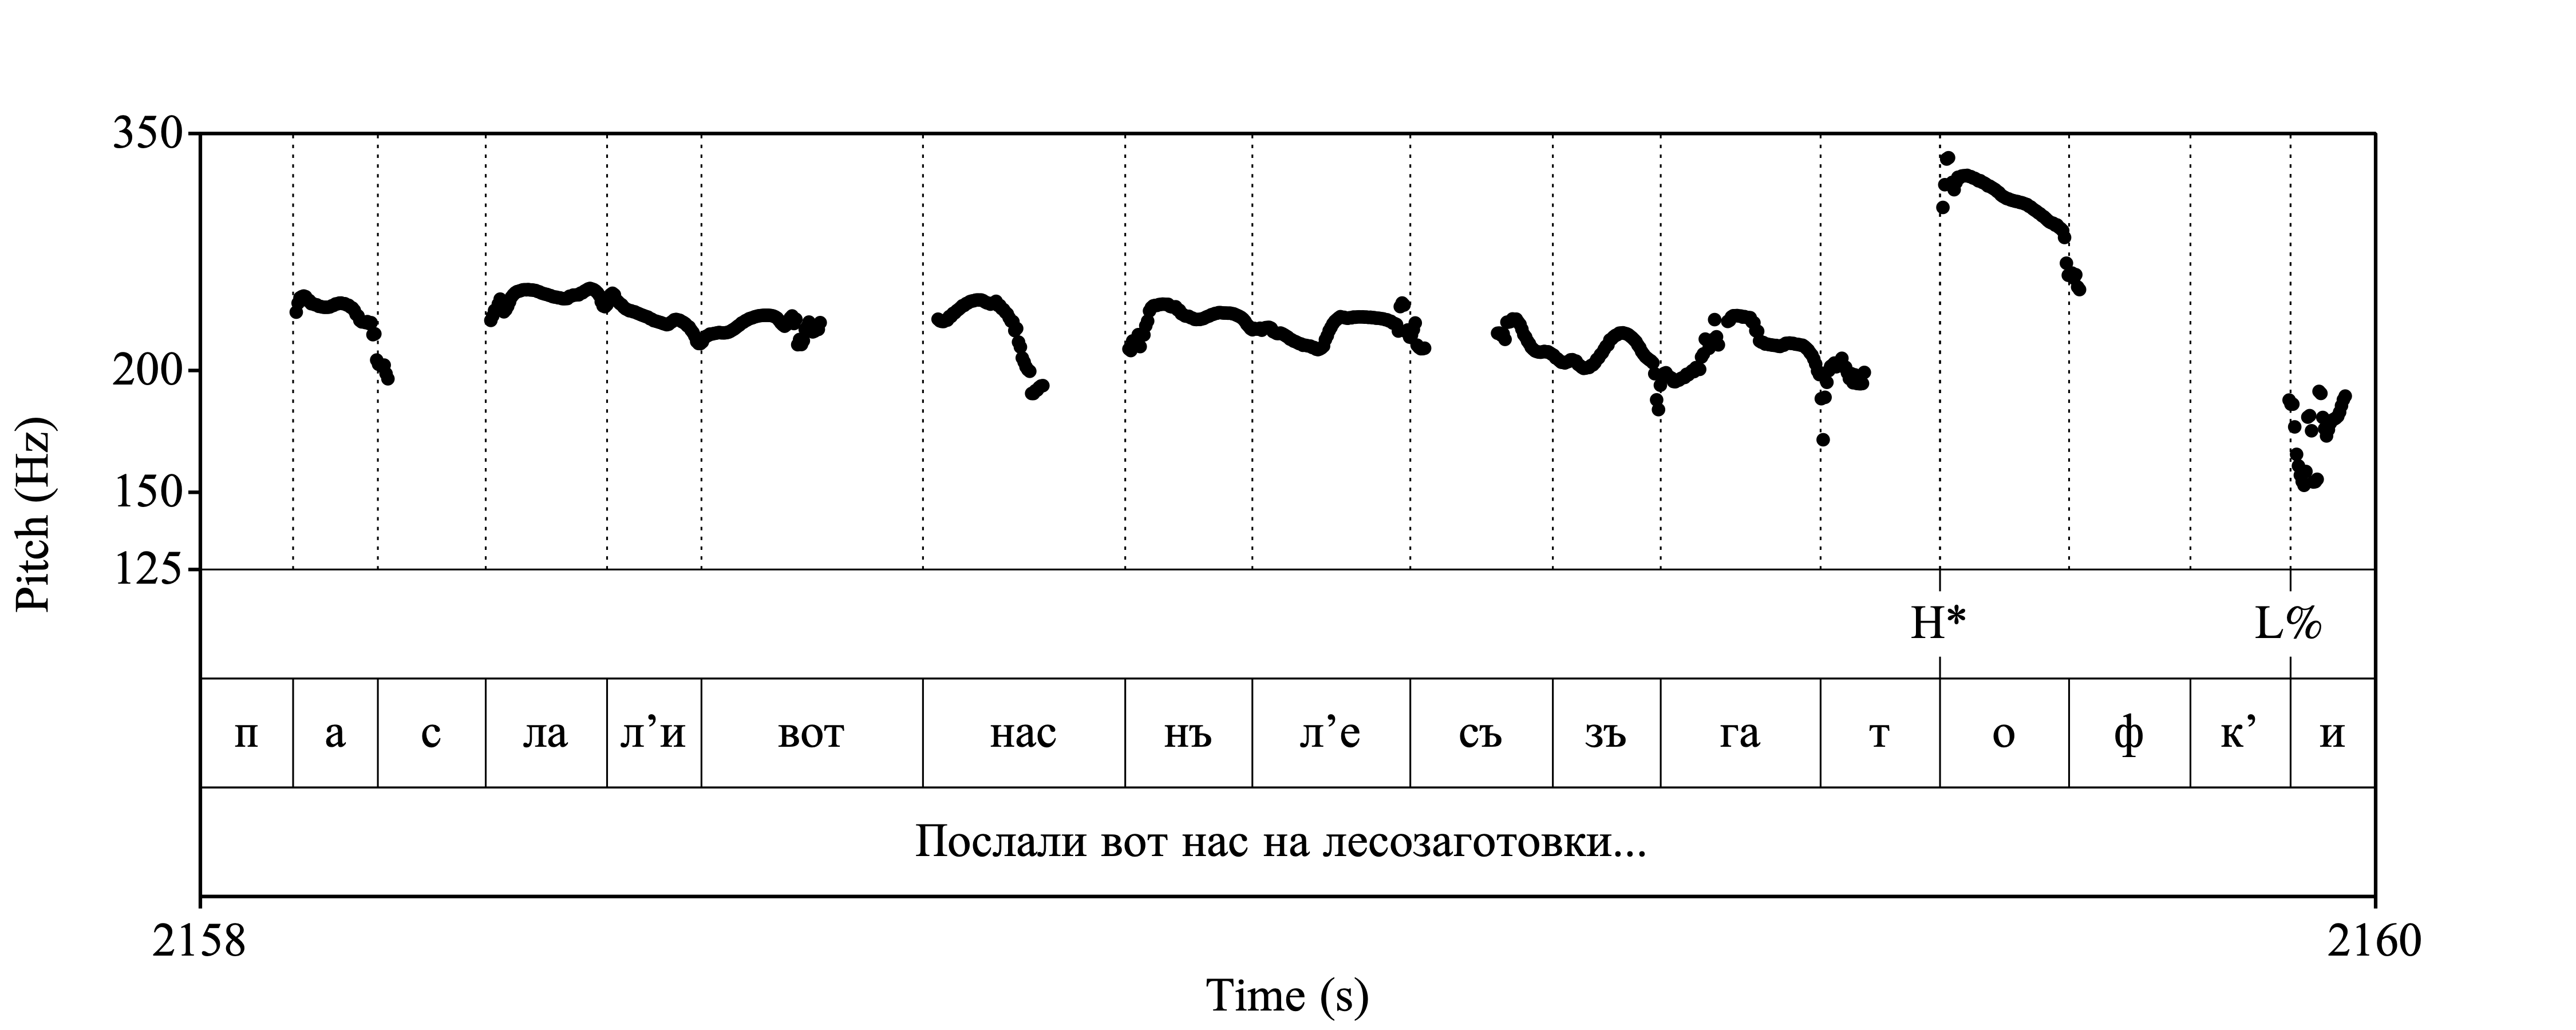 350
200
150
125
Pitch (Hz)
H* L%
п а с ла л’и вот нас нъ л’е съ зъ га т о ф к’ и
Послали вот нас на лесозаготовки...
2158 2160
Time (s)